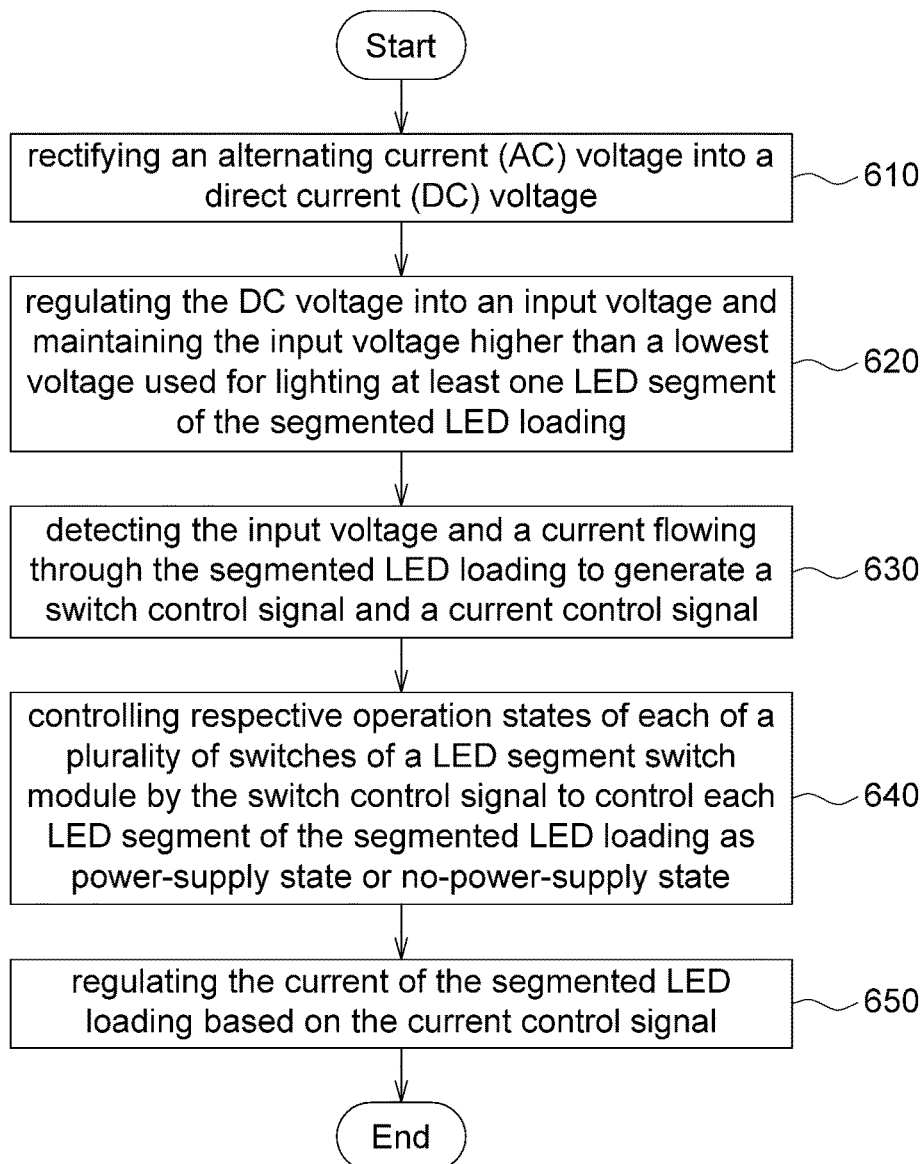 Start
rectifying an alternating current (AC) voltage into a
direct current (DC) voltage
610
regulating the DC voltage into an input voltage and
maintaining the input voltage higher than a lowest
voltage used for lighting at least one LED segment
of the segmented LED loading
620
detecting the input voltage and a current flowing
through the segmented LED loading to generate a
switch control signal and a current control signal
630
controlling respective operation states of each of a
plurality of switches of a LED segment switch
module by the switch control signal to control each
LED segment of the segmented LED loading as
power-supply state or no-power-supply state
640
regulating the current of the segmented LED
loading based on the current control signal
650
End